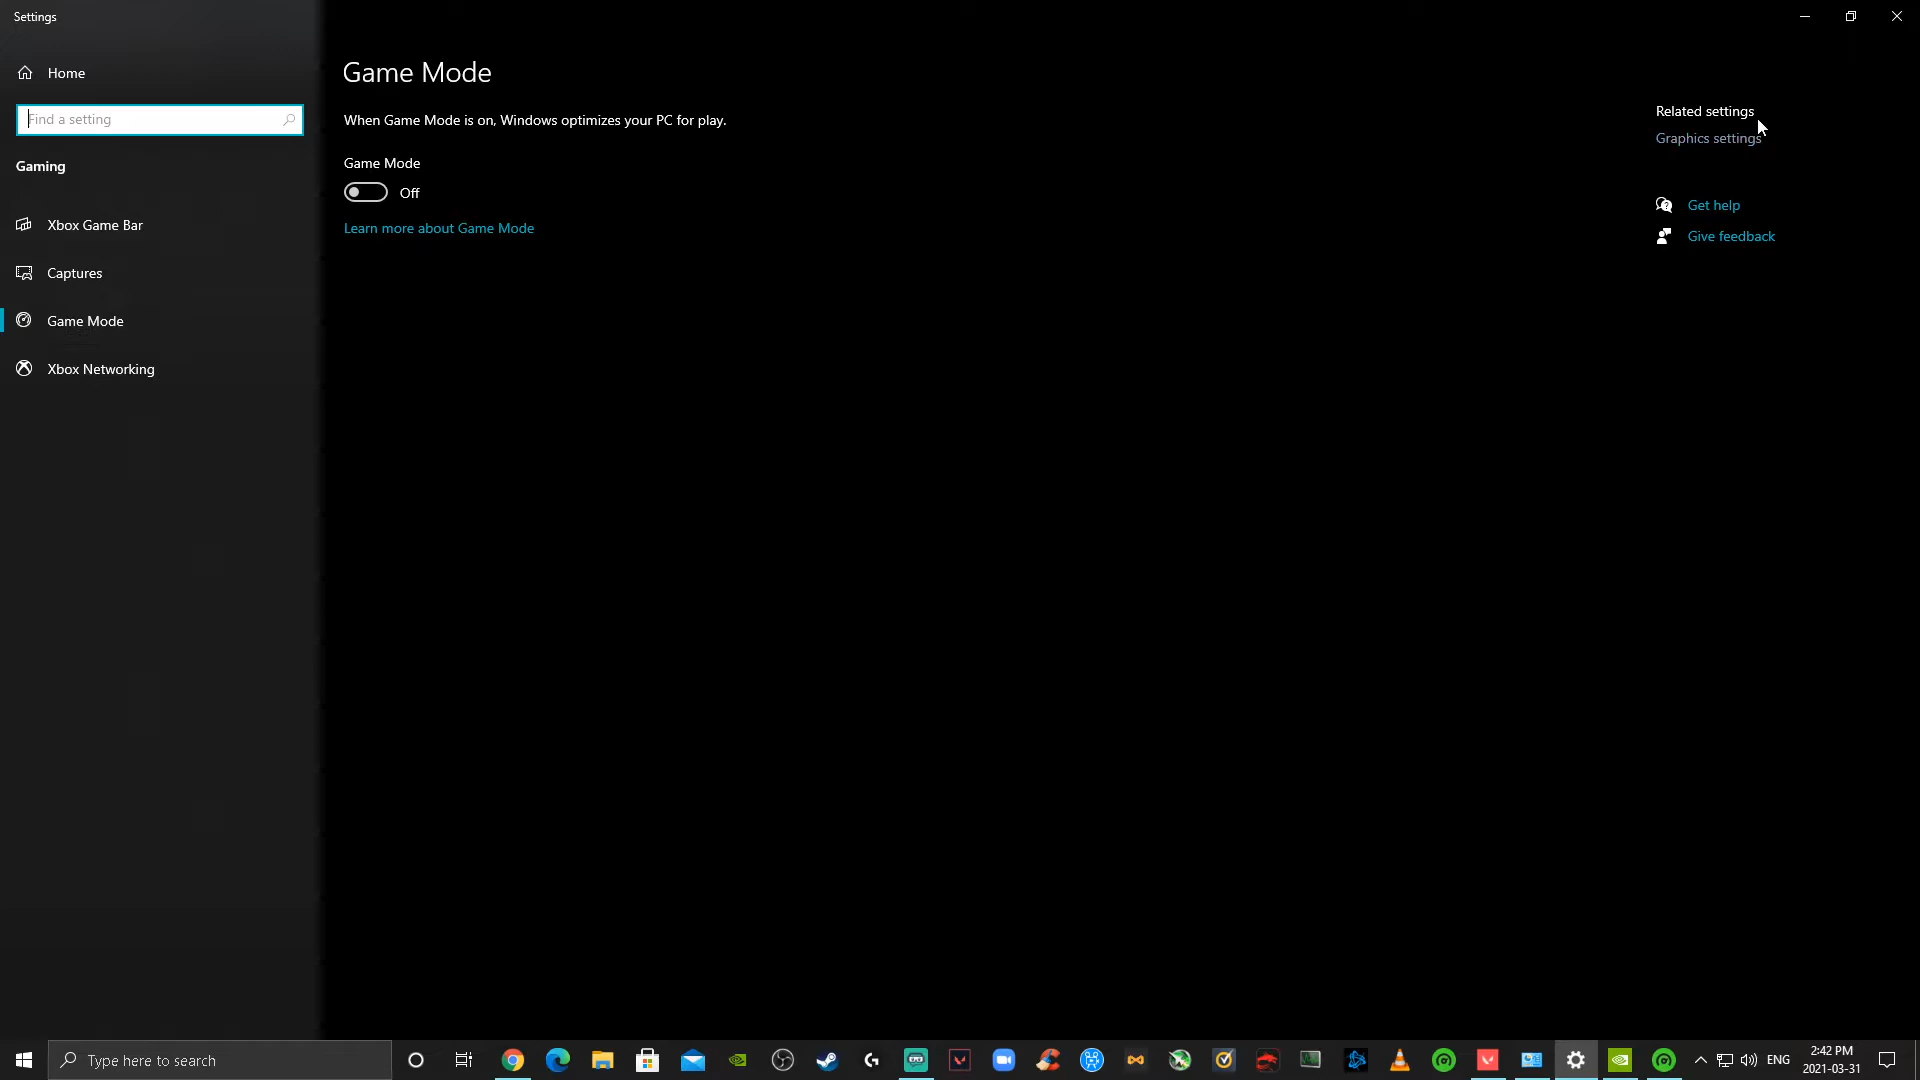 Settings
Home
Find a setting
Gaming
Xbox Game Bar
Captures
Game Mode
Xbox Networking
Game Mode
When Game Mode is on, Windows optimizes your PC for play.
Game Mode
Off
Learn more about Game Mode
Related settings
Graphics settings
Get help
Give feedback
Type here to search
ENG
2:42 PM
2021-03-31